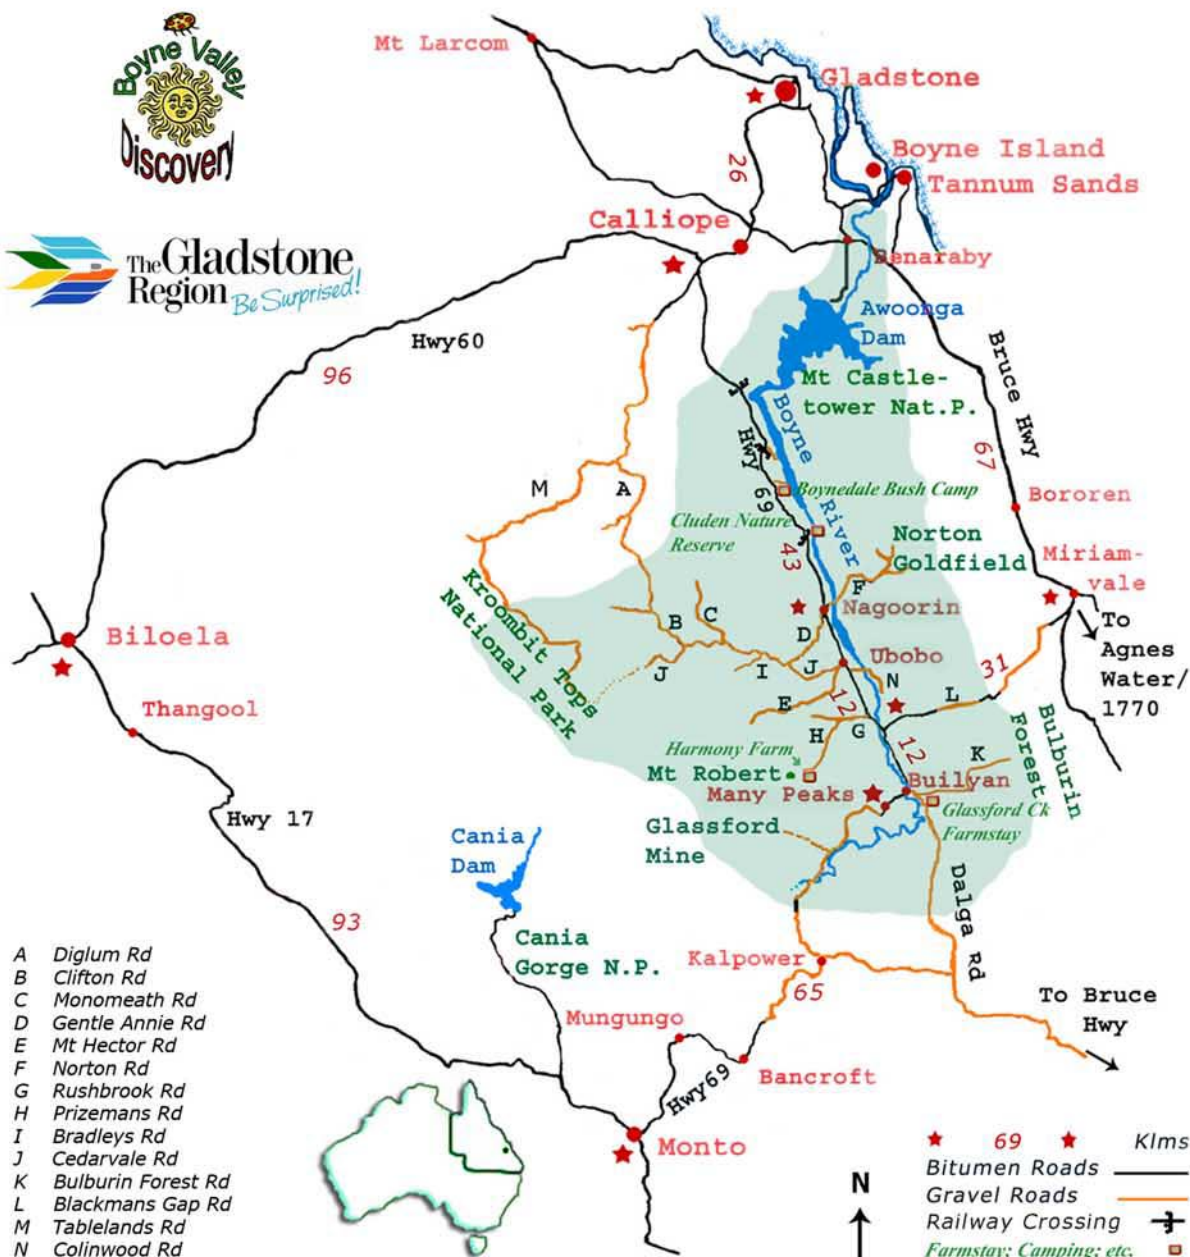 Boyne Valley
Discovery
The Gladstone
Region Be Surprised!
Mt Larcom
Gladstone
Boyne Island
Tannum Sands
26
Calliope
Benaraby
Awoonga
Dam
Hwy60
96
Mt Castle-
tower Nat.P.
Bruce Hwy
67
Boyne River
Hwy 69
M
A
Boynedale Bush Camp
Bororen
Cluden Nature
Reserve
43
Norton
Goldfield
Miriam-
vale
F
Kroombit Tops
National Park
Nagoorin
B
C
D
To
Agnes
Water/
1770
Biloela
J
I
J
Ubobo
N
31
L
E
12
Thangool
H
G
12
K
Bulburin
Forest
Harmony Farm
Mt Robert
Builyan
Many Peaks
Glassford Ck
Farmstay
Hwy 17
Glassford
Mine
Cania
Dam
Dalga Rd
93
Cania
Gorge N.P.
Kalpower
65
To Bruce
Hwy
Mungungo
Bancroft
Hwy69
Monto
A Diglum Rd
B Clifton Rd
C Monomeath Rd
D Gentle Annie Rd
E Mt Hector Rd
F Norton Rd
G Rushbrook Rd
H Prizemans Rd
I Bradleys Rd
J Cedarvale Rd
K Bulburin Forest Rd
L Blackmans Gap Rd
M Tablelands Rd
N Colinwood Rd
N
69 Klms
Bitumen Roads
Gravel Roads
Railway Crossing
Farmstay; Camping; etc.